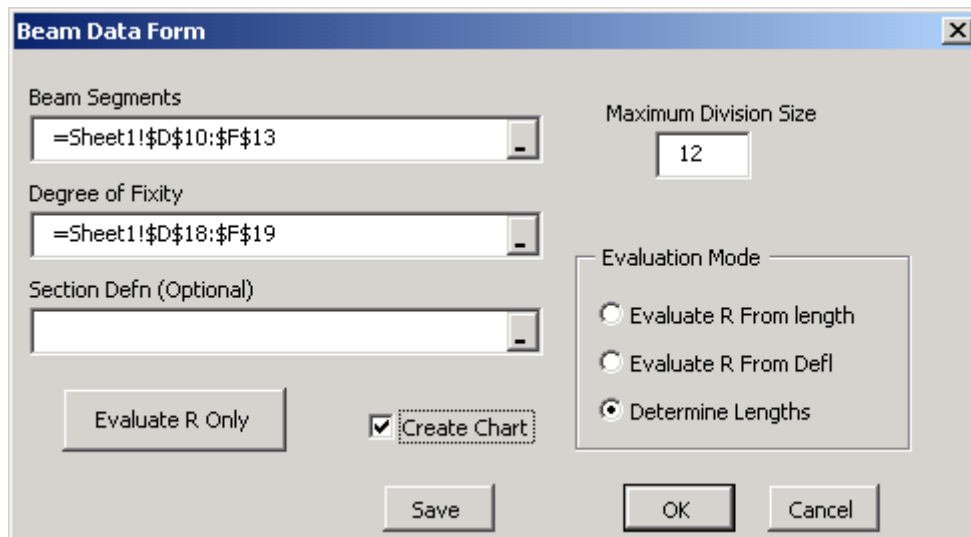 Beam Data Form
Beam Segments
=Sheet1!$D$10:$F$13
Maximum Division Size
12
Degree of Fixity
=Sheet1!$D$18:$F$19
Section Defn (Optional)
Evaluation Mode
Evaluate R From length
Evaluate R From Defl
Determine Lengths
Evaluate R Only
Create Chart
Save
OK
Cancel